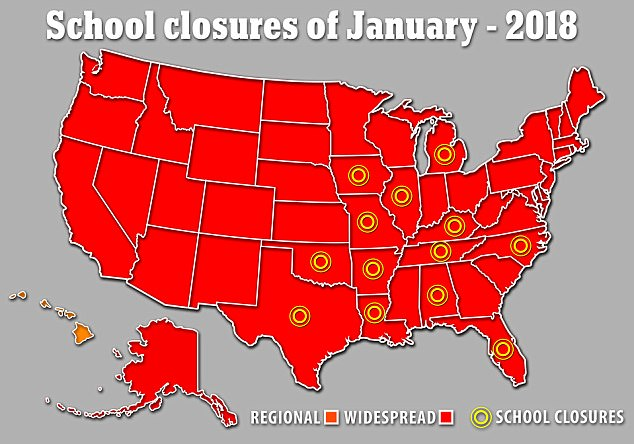 School closures of January - 2018
REGIONAL WIDESPREAD SCHOOL CLOSURES